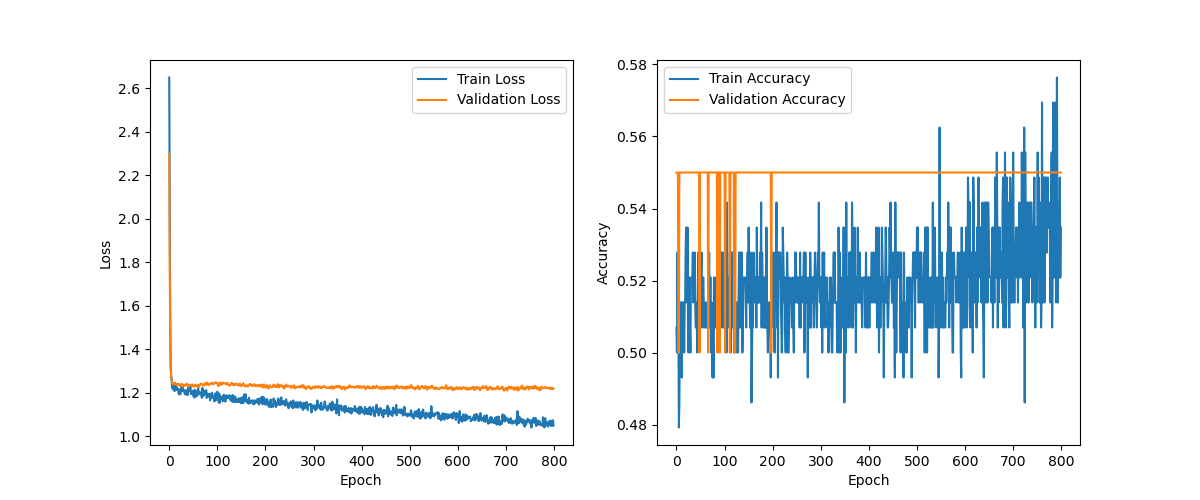 2.6
2.4
2.2
2.0
1.8
1.6
1.4
1.2
1.0
Loss
0 100 200 300 400 500 600 700 800
Epoch
Train Loss
Validation Loss
0.58
0.56
0.54
0.52
0.50
0.48
Accuracy
0 100 200 300 400 500 600 700 800
Epoch
Train Accuracy
Validation Accuracy